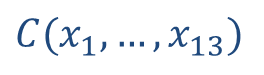 C(x₁, …, x₁₃)